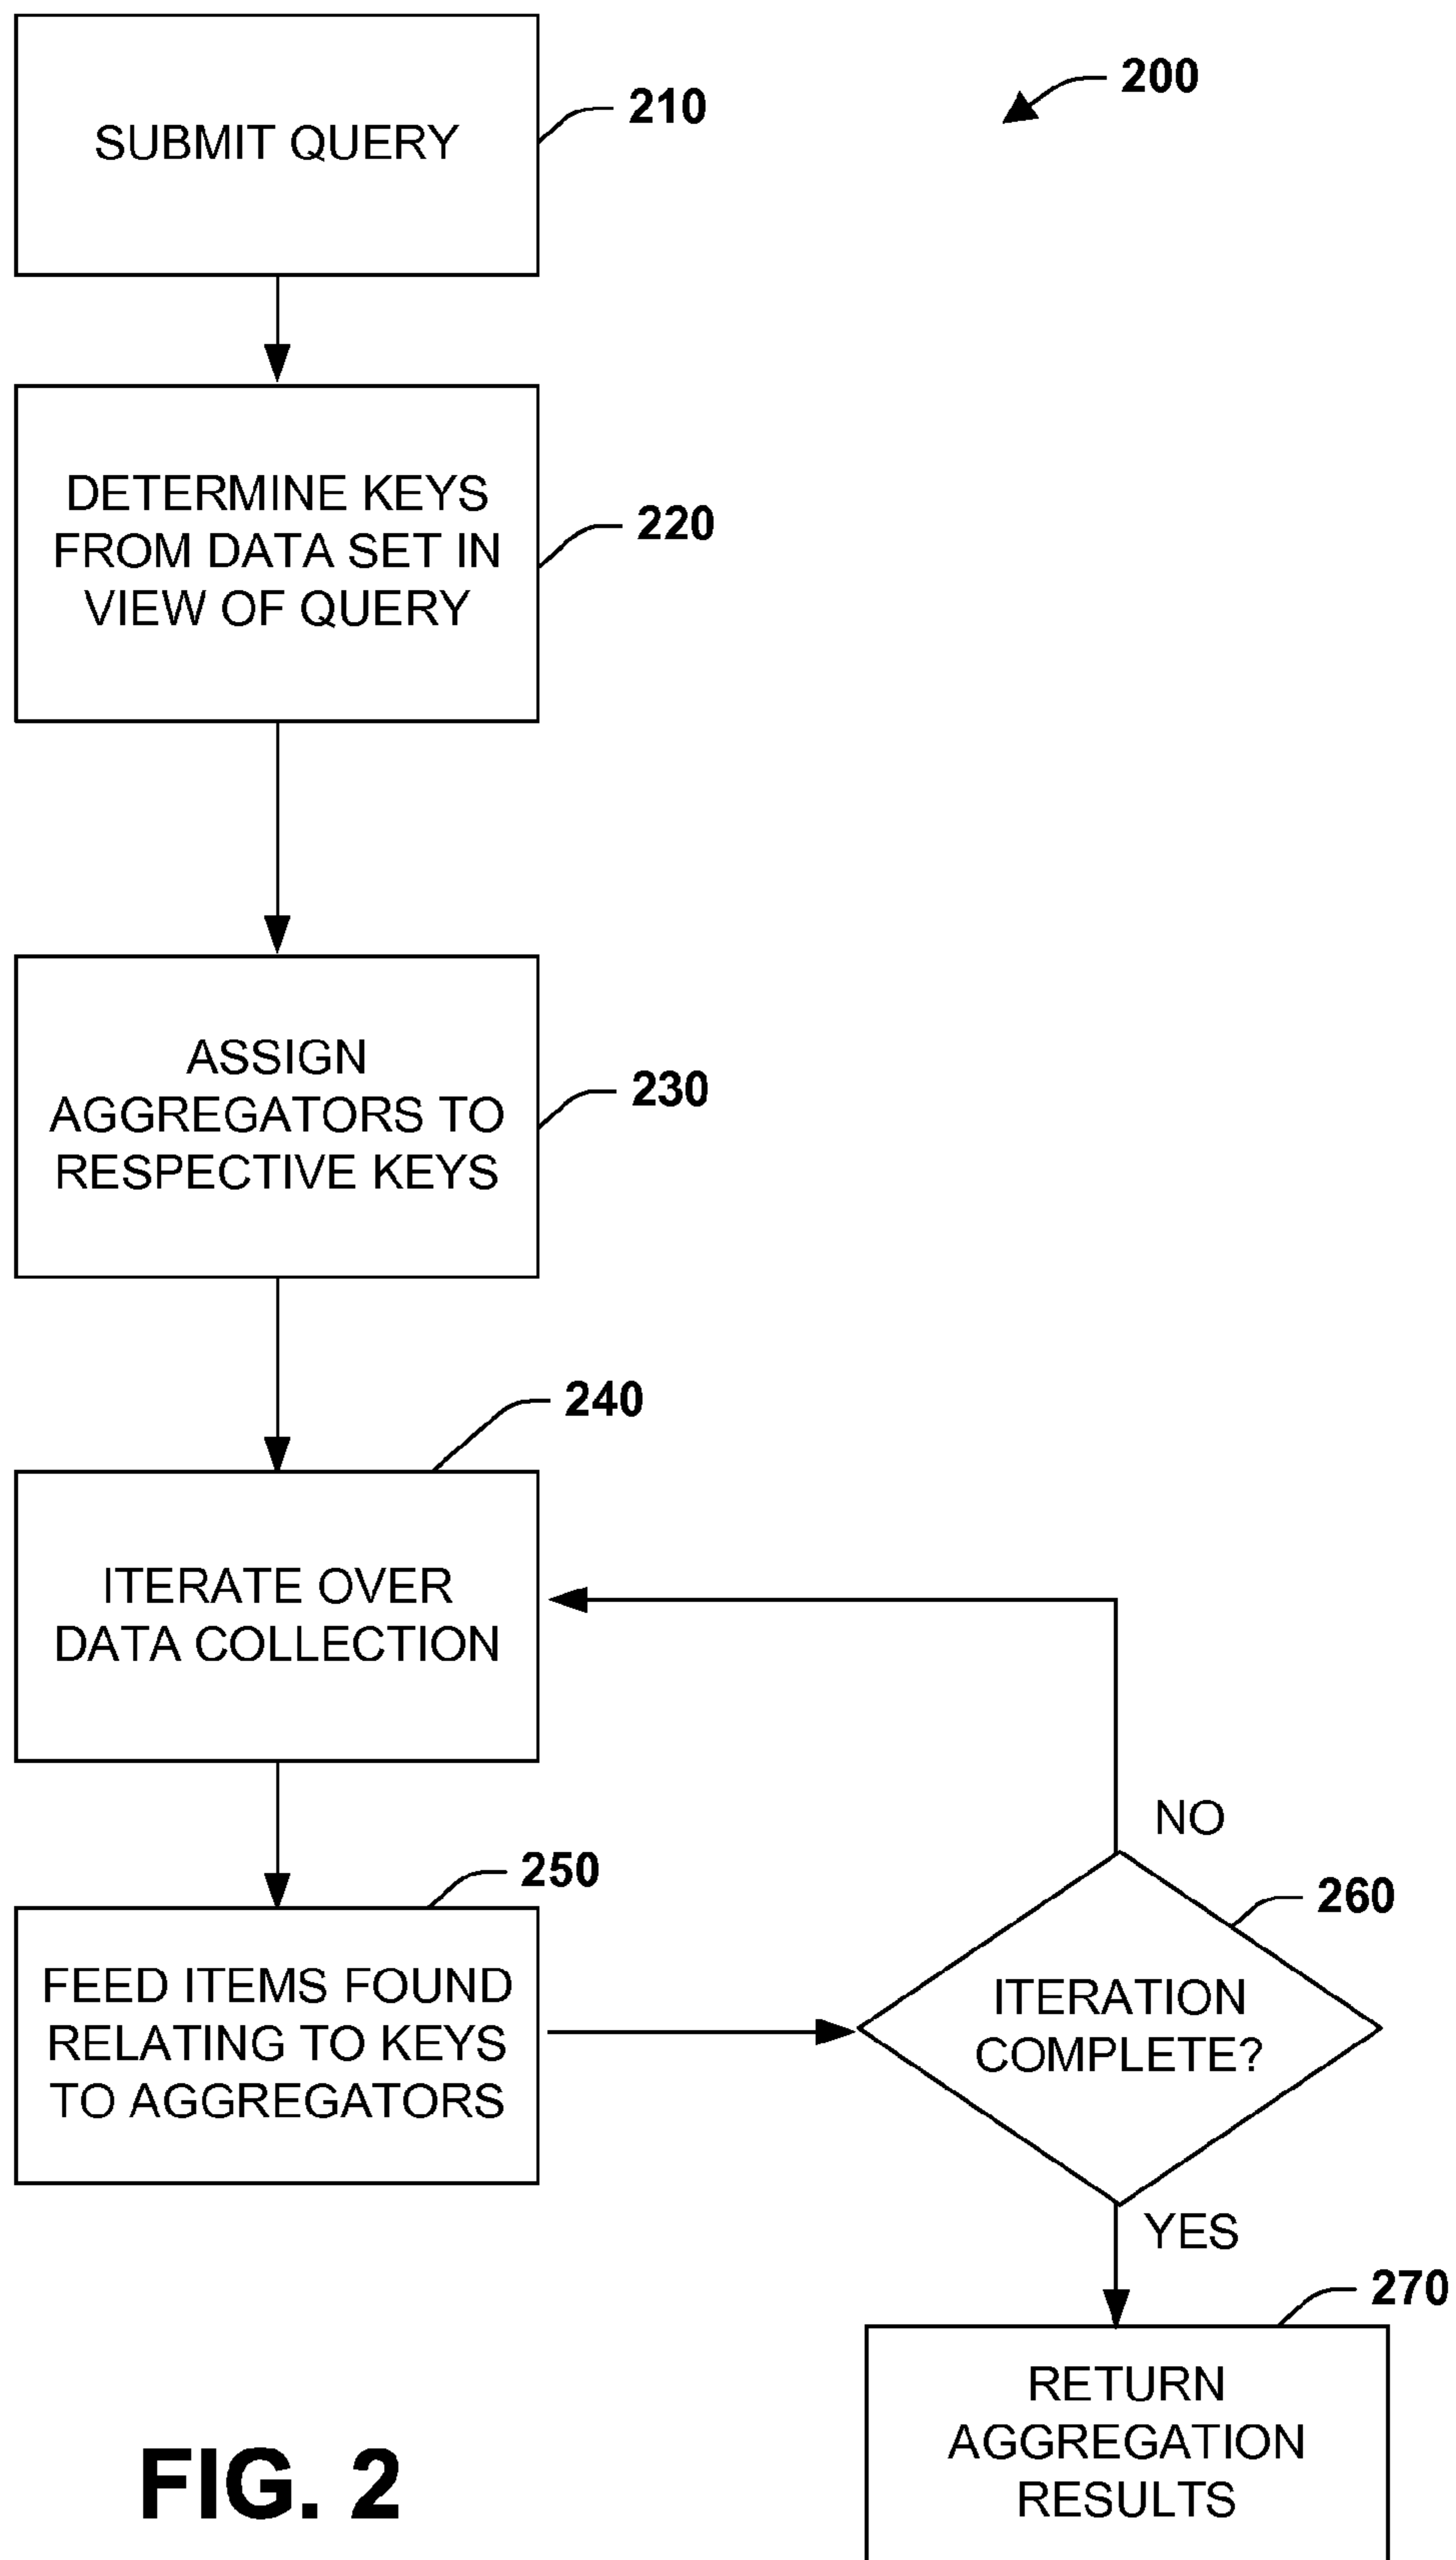 200
SUBMIT QUERY
210
DETERMINE KEYS
FROM DATA SET IN
VIEW OF QUERY
220
ASSIGN
AGGREGATORS TO
RESPECTIVE KEYS
230
240
ITERATE OVER
DATA COLLECTION
250
FEED ITEMS FOUND
RELATING TO KEYS
TO AGGREGATORS
NO
260
ITERATION
COMPLETE?
YES
270
RETURN
AGGREGATION
RESULTS
FIG. 2